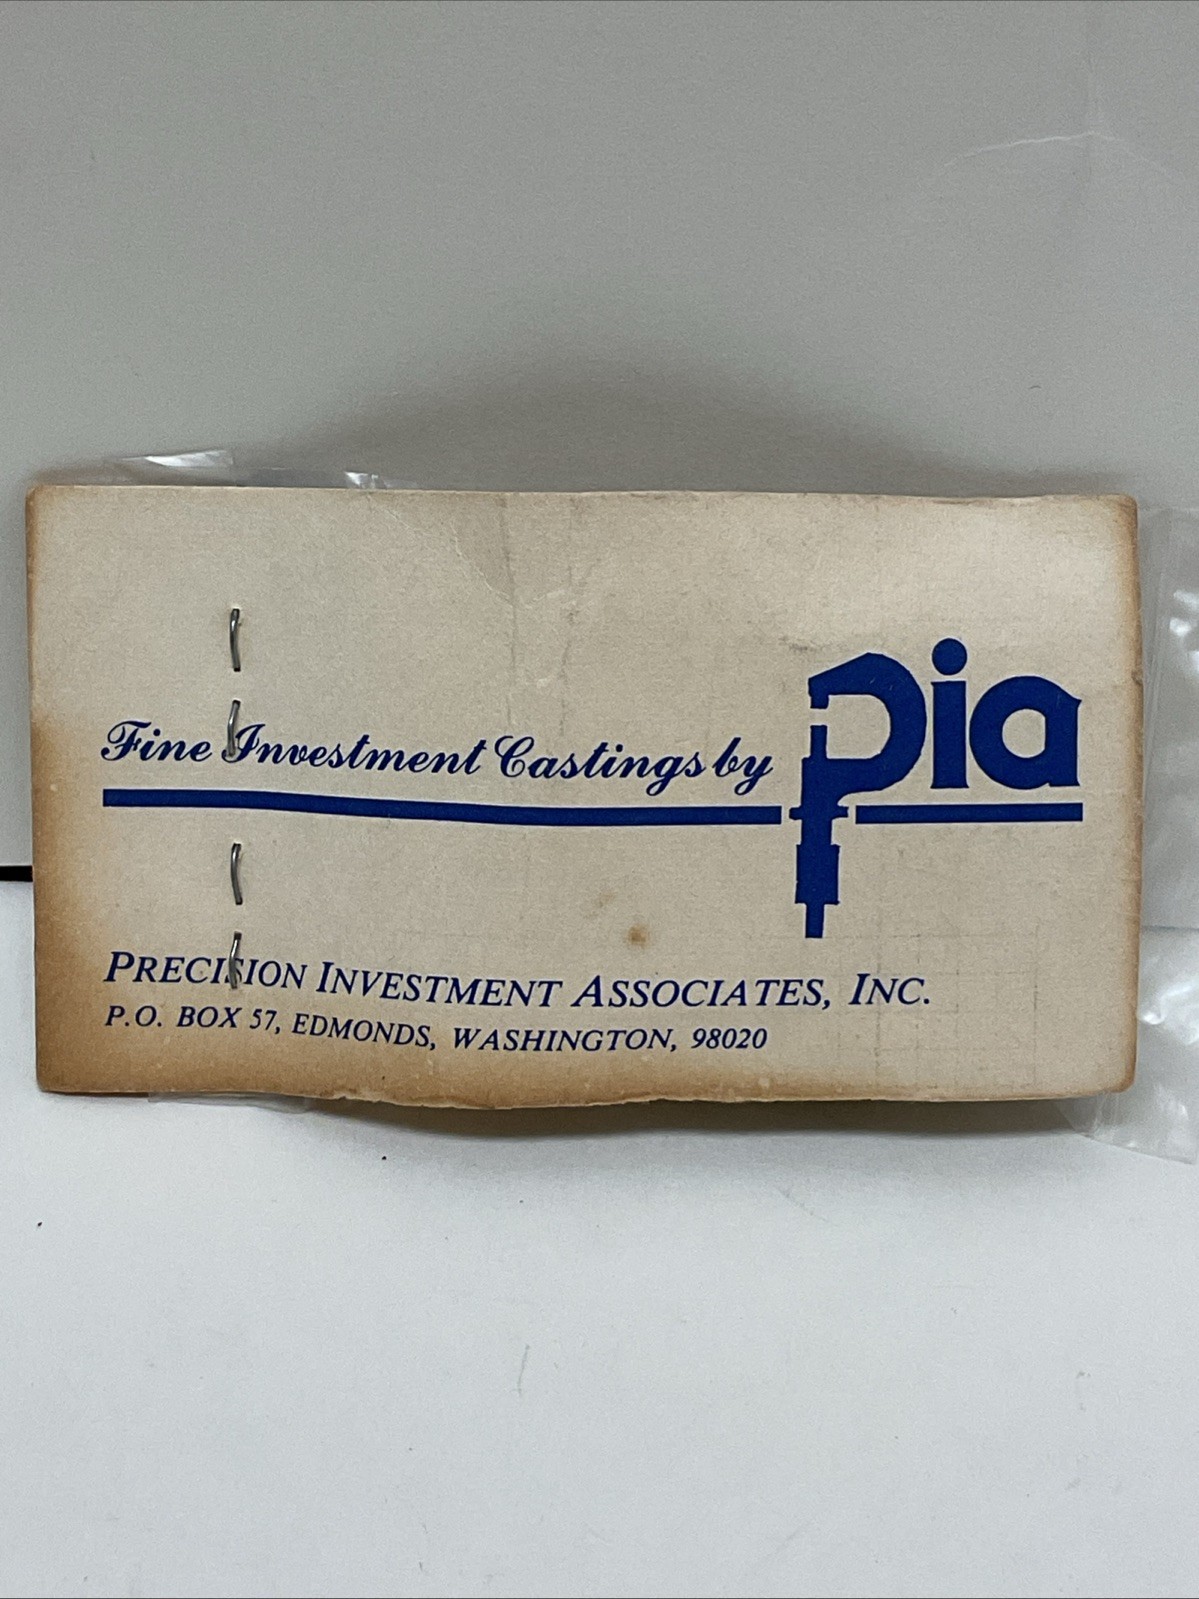 Fine Investment Castings by pia
PRECISION INVESTMENT ASSOCIATES, INC.
P.O. BOX 57, EDMONDS, WASHINGTON, 98020